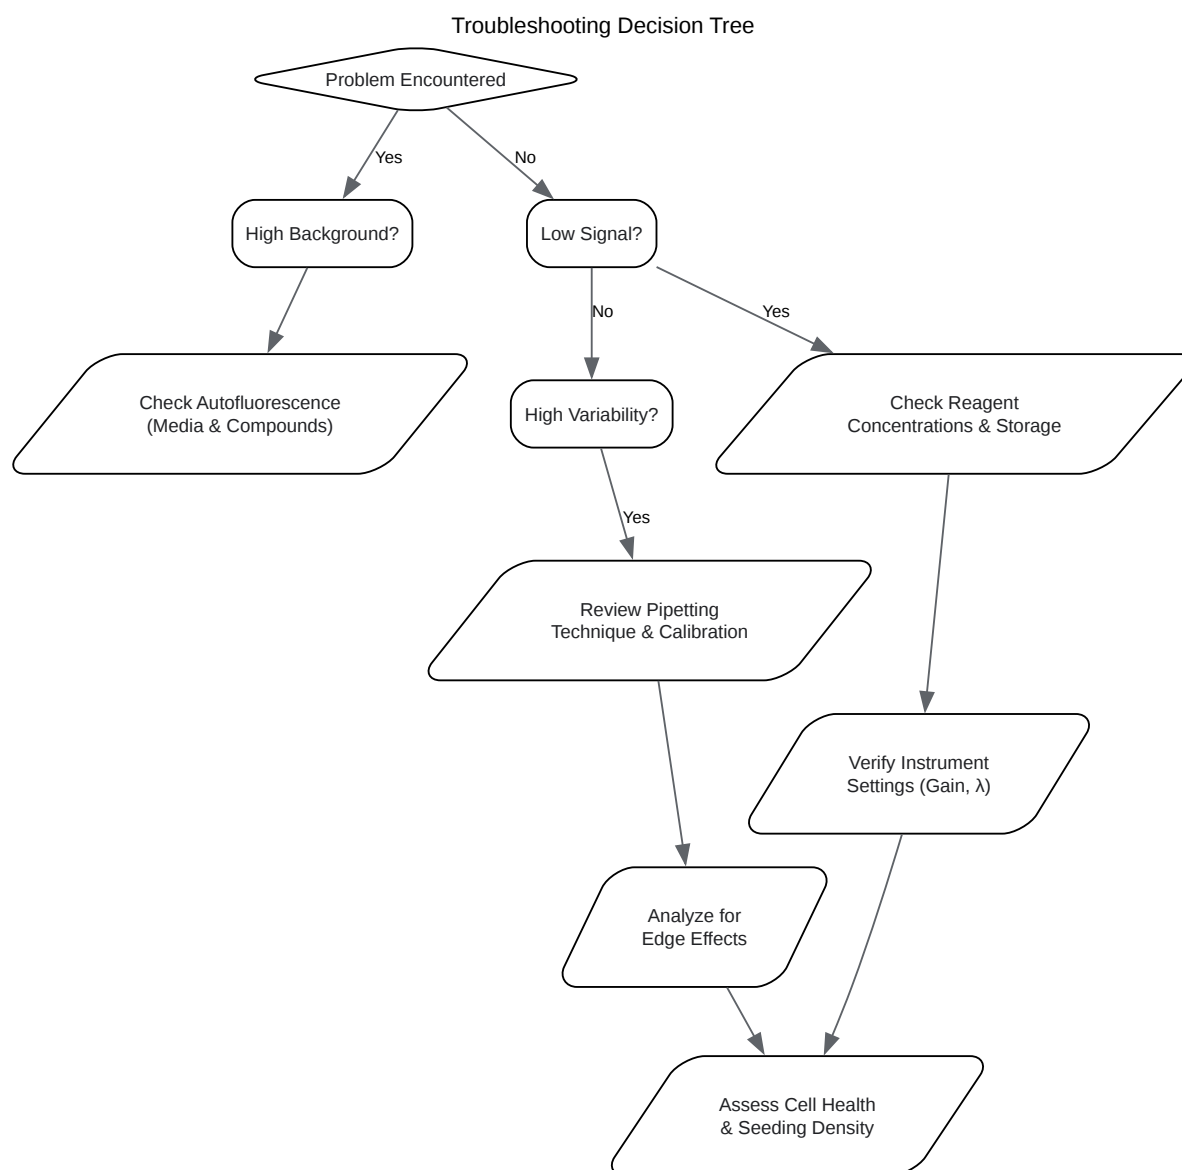 Troubleshooting Decision Tree
Problem Encountered
Yes
No
High Background?
Low Signal?
No
Yes
Check Autofluorescence
(Media & Compounds)
High Variability?
Check Reagent
Concentrations & Storage
Yes
Review Pipetting
Technique & Calibration
Verify Instrument
Settings (Gain, λ)
Analyze for
Edge Effects
Assess Cell Health
& Seeding Density